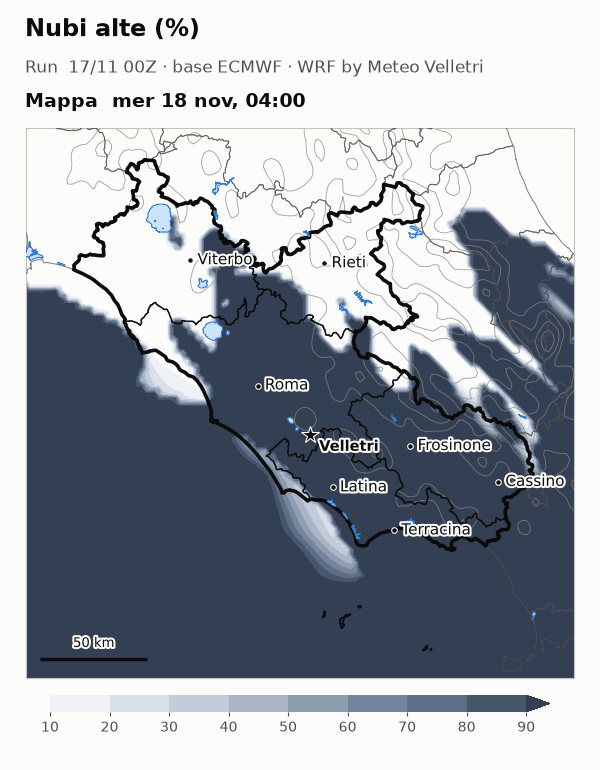 Nubi alte (%)
Run 17/11 00Z · base ECMWF · WRF by Meteo Velletri
Mappa mer 18 nov, 04:00
Viterbo
Rieti
Roma
Velletri
Frosinone
Latina
Cassino
Terracina
50 km
10 20 30 40 50 60 70 80 90